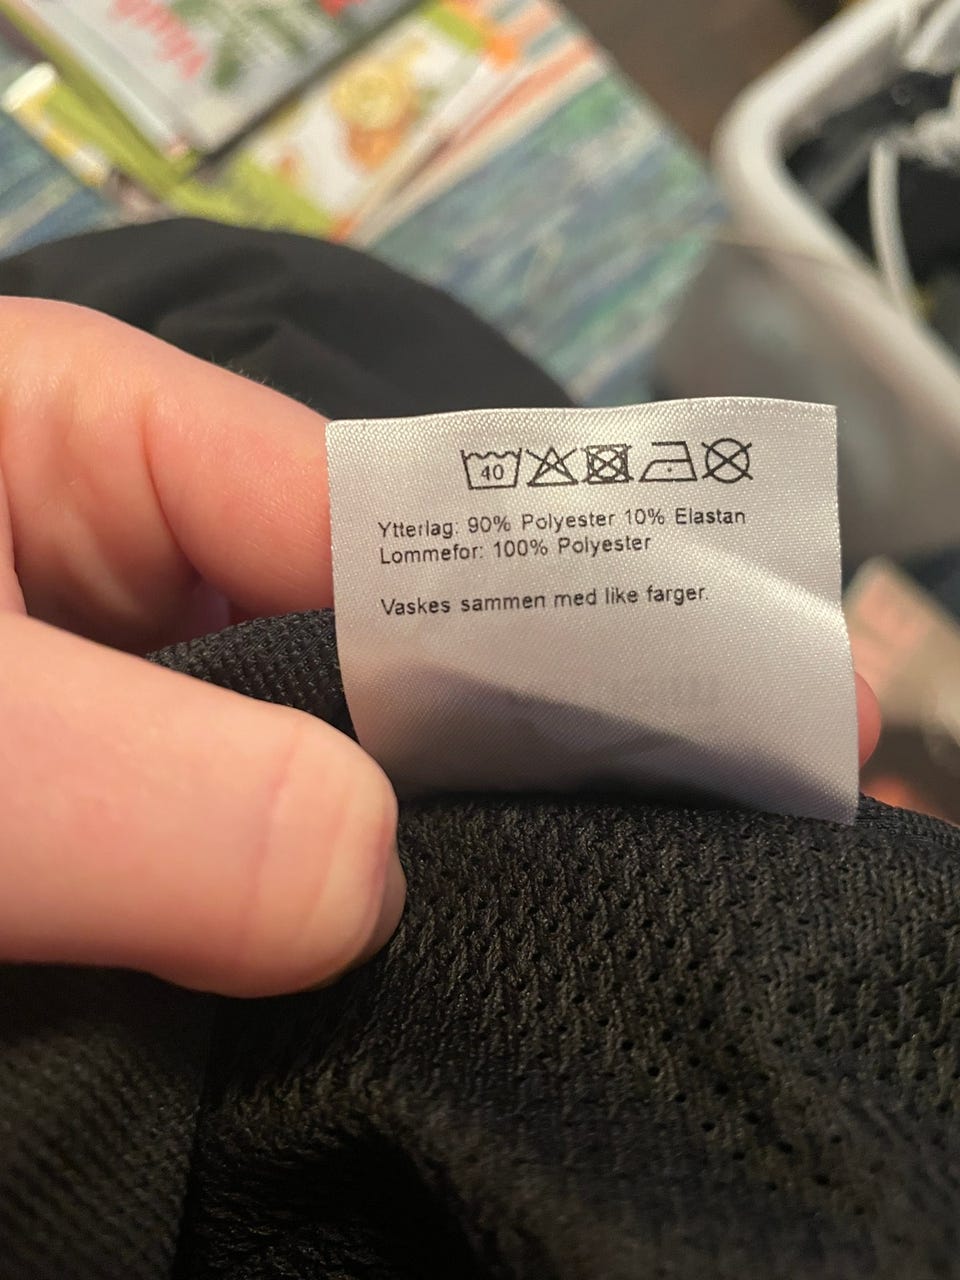 40
Ytterlag: 90% Polyester 10% Elastan
Lommefor: 100% Polyester
Vaskes sammen med like farger.